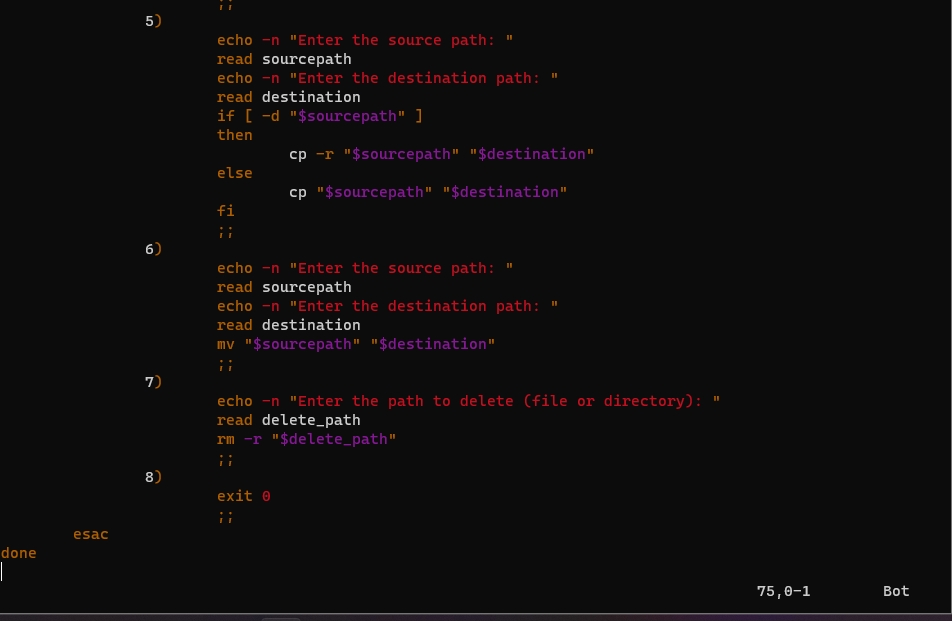 ;;
5)
echo -n "Enter the source path: "
read sourcepath
echo -n "Enter the destination path: "
read destination
if [ -d "$sourcepath" ]
then
cp -r "$sourcepath" "$destination"
else
cp "$sourcepath" "$destination"
fi
;;
6)
echo -n "Enter the source path: "
read sourcepath
echo -n "Enter the destination path: "
read destination
mv "$sourcepath" "$destination"
;;
7)
echo -n "Enter the path to delete (file or directory): "
read delete_path
rm -r "$delete_path"
;;
8)
exit 0
;;
esac
done
75,0-1 Bot